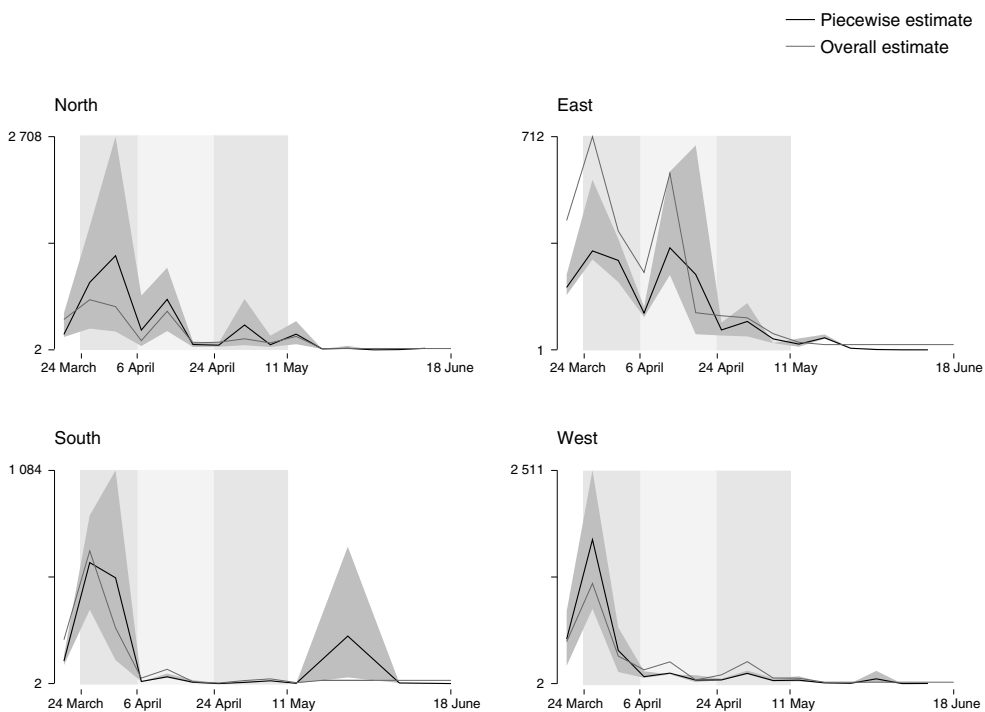 Piecewise estimate
Overall estimate
North
East
2 708
2
24 March 6 April 24 April 11 May 18 June
712
1
24 March 6 April 24 April 11 May 18 June
South
West
1 084
2
24 March 6 April 24 April 11 May 18 June
2 511
2
24 March 6 April 24 April 11 May 18 June